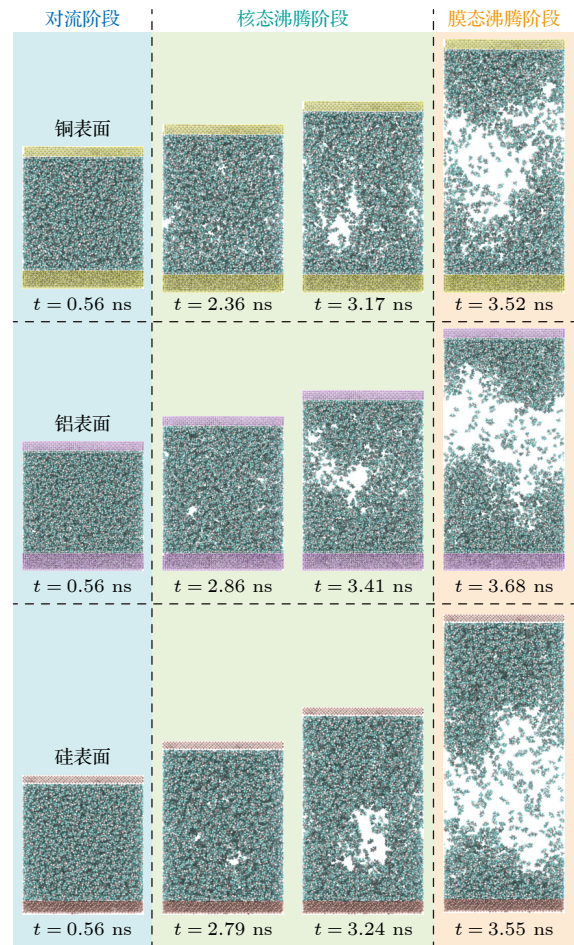 对流阶段
核态沸腾阶段
膜态沸腾阶段
铜表面
t = 0.56 ns
t = 2.36 ns
t = 3.17 ns
t = 3.52 ns
铝表面
t = 0.56 ns
t = 2.86 ns
t = 3.41 ns
t = 3.68 ns
硅表面
t = 0.56 ns
t = 2.79 ns
t = 3.24 ns
t = 3.55 ns